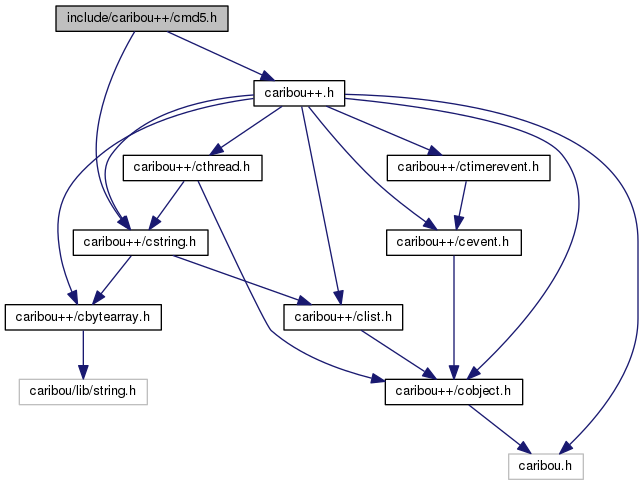 include/caribou++/cmd5.h
caribou++.h
caribou++/cthread.h
caribou++/ctimerevent.h
caribou++/cstring.h
caribou++/cevent.h
caribou++/cbytearray.h
caribou++/clist.h
caribou/lib/string.h
caribou++/cobject.h
caribou.h